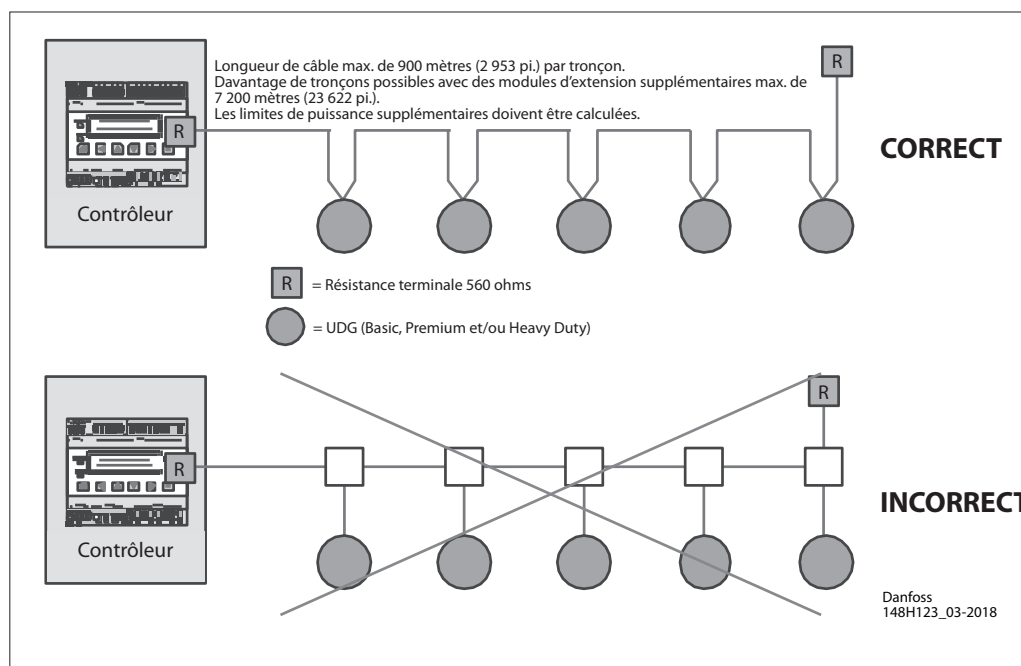 Longueur de câble max. de 900 mètres (2 953 pi.) par tronçon.
Davantage de tronçons possibles avec des modules d'extension supplémentaires max. de
7 200 mètres (23 622 pi.).
Les limites de puissance supplémentaires doivent être calculées.
R
R
CORRECT
Contrôleur
R = Résistance terminale 560 ohms
= UDG (Basic, Premium et/ou Heavy Duty)
R
R
INCORRECT
Contrôleur
Danfoss
148H123_03-2018